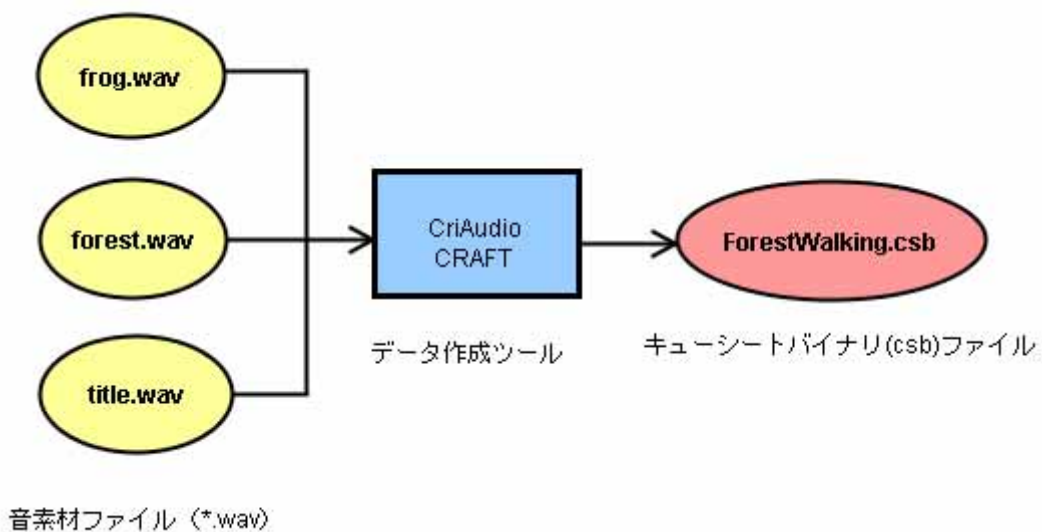 frog.wav
forest.wav
title.wav
音素材ファイル（*.wav）
CriAudio
CRAFT
データ作成ツール
ForestWalking.csb
キューシートバイナリ(csb)ファイル